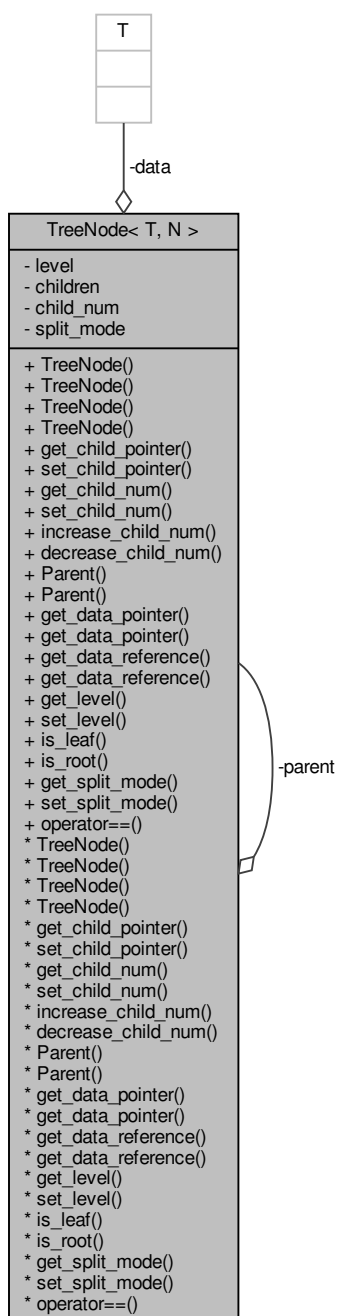 T
-data
TreeNode< T, N >
- level
- children
- child_num
- split_mode
+ TreeNode()
+ TreeNode()
+ TreeNode()
+ TreeNode()
+ get_child_pointer()
+ set_child_pointer()
+ get_child_num()
+ set_child_num()
+ increase_child_num()
+ decrease_child_num()
+ Parent()
+ Parent()
+ get_data_pointer()
+ get_data_pointer()
+ get_data_reference()
+ get_data_reference()
+ get_level()
+ set_level()
+ is_leaf()
+ is_root()
+ get_split_mode()
+ set_split_mode()
+ operator==()
* TreeNode()
* TreeNode()
* TreeNode()
* TreeNode()
* get_child_pointer()
* set_child_pointer()
* get_child_num()
* set_child_num()
* increase_child_num()
* decrease_child_num()
* Parent()
* Parent()
* get_data_pointer()
* get_data_pointer()
* get_data_reference()
* get_data_reference()
* get_level()
* set_level()
* is_leaf()
* is_root()
* get_split_mode()
* set_split_mode()
* operator==()
-parent